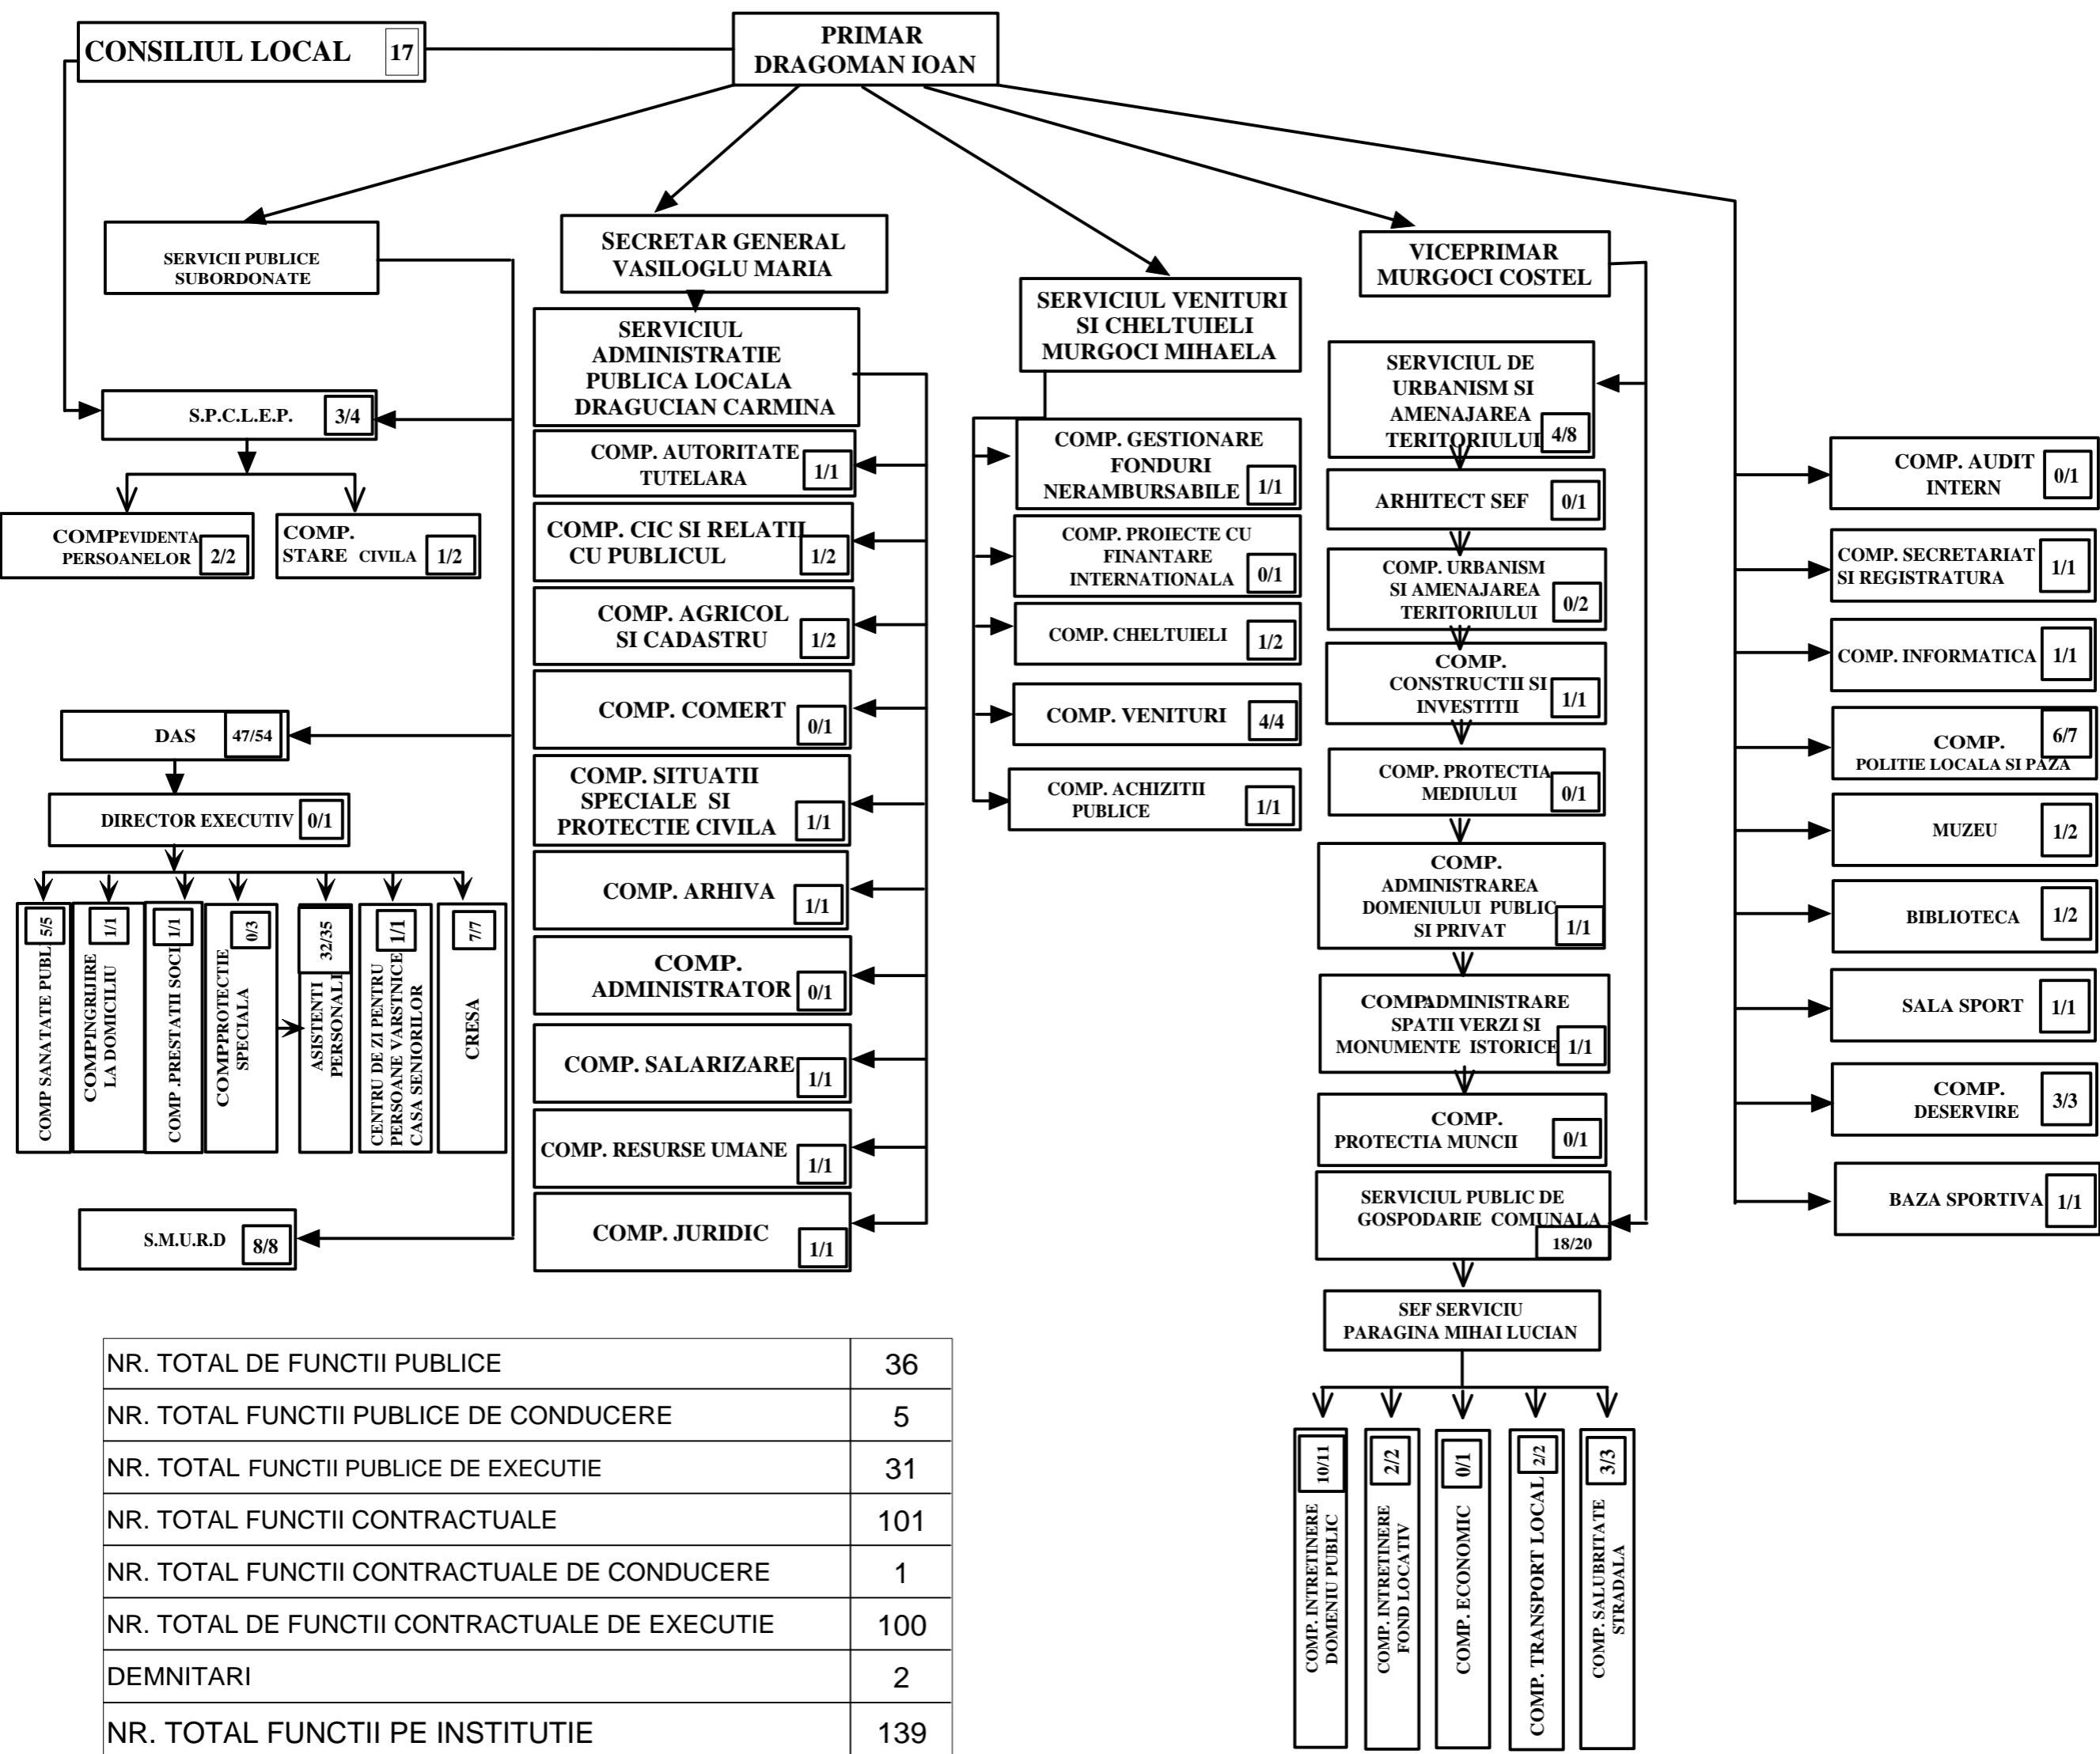 CONSILIUL LOCAL 17
PRIMAR
DRAGOMAN IOAN
SERVICII PUBLICE
SUBORDONATE
SECRETAR GENERAL
VASILOGLU MARIA
SERVICIUL VENITURI
SI CHELTUIELI
MURGOCI MIHAELA
VICEPRIMAR
MURGOCI COSTEL
S.P.C.L.E.P. 3/4
COMPEVIDENTA
PERSOANELOR 2/2
COMP.
STARE CIVILA 1/2
DAS 47/54
DIRECTOR EXECUTIV 0/1
COMP SANATATE PUBL 5/5
COMPINGRIJIRE
LA DOMICILIU 1/1
COMP .PRESTATII SOCI 1/1
COMPPROTECTIE
SPECIALA 0/3
ASISTENTI
PERSONALI 32/35
CENTRU DE ZI PENTRU
PERSOANE VARSTNICE
CASA SENIORILOR 1/1
CRESA 7/7
S.M.U.R.D 8/8
SERVICIUL
ADMINISTRATIE
PUBLICA LOCALA
DRAGUCIAN CARMINA
COMP. AUTORITATE
TUTELARA 1/1
COMP. CIC SI RELATII
CU PUBLICUL 1/2
COMP. AGRICOL
SI CADASTRU 1/2
COMP. COMERT 0/1
COMP. SITUATII
SPECIALE SI
PROTECTIE CIVILA 1/1
COMP. ARHIVA 1/1
COMP.
ADMINISTRATOR 0/1
COMP. SALARIZARE 1/1
COMP. RESURSE UMANE 1/1
COMP. JURIDIC 1/1
COMP. GESTIONARE
FONDURI
NERAMBURSABILE 1/1
COMP. PROIECTE CU
FINANTARE
INTERNATIONALA 0/1
COMP. CHELTUIELI 1/2
COMP. VENITURI 4/4
COMP. ACHIZITII
PUBLICE 1/1
SERVICIUL DE
URBANISM SI
AMENAJAREA
TERITORIULUI 4/8
ARHITECT SEF 0/1
COMP. URBANISM
SI AMENAJAREA
TERITORIULUI 0/2
COMP.
CONSTRUCTII SI
INVESTITII 1/1
COMP. PROTECTIA
MEDIULUI 0/1
COMP.
ADMINISTRAREA
DOMENIULUI PUBLIC
SI PRIVAT 1/1
COMPADMINISTRARE
SPATII VERZI SI
MONUMENTE ISTORICE 1/1
COMP.
PROTECTIA MUNCII 0/1
SERVICIUL PUBLIC DE
GOSPODARIE COMUNALA
18/20
SEF SERVICIU
PARAGINA MIHAI LUCIAN
COMP. INTRETINERE
DOMENIU PUBLIC 10/11
COMP. INTRETINERE
FOND LOCATIV 2/2
COMP. ECONOMIC 0/1
COMP. TRANSPORT LOCAL 2/2
COMP. SALUBRITATE
STRADALA 3/3
COMP. AUDIT
INTERN 0/1
COMP. SECRETARIAT
SI REGISTRATURA 1/1
COMP. INFORMATICA 1/1
COMP. 6/7
POLITIE LOCALA SI PAZA
MUZEU 1/2
BIBLIOTECA 1/2
SALA SPORT 1/1
COMP.
DESERVIRE 3/3
BAZA SPORTIVA 1/1
NR. TOTAL DE FUNCTII PUBLICE 36
NR. TOTAL FUNCTII PUBLICE DE CONDUCERE 5
NR. TOTAL FUNCTII PUBLICE DE EXECUTIE 31
NR. TOTAL FUNCTII CONTRACTUALE 101
NR. TOTAL FUNCTII CONTRACTUALE DE CONDUCERE 1
NR. TOTAL DE FUNCTII CONTRACTUALE DE EXECUTIE 100
DEMNITARI 2
NR. TOTAL FUNCTII PE INSTITUTIE 139